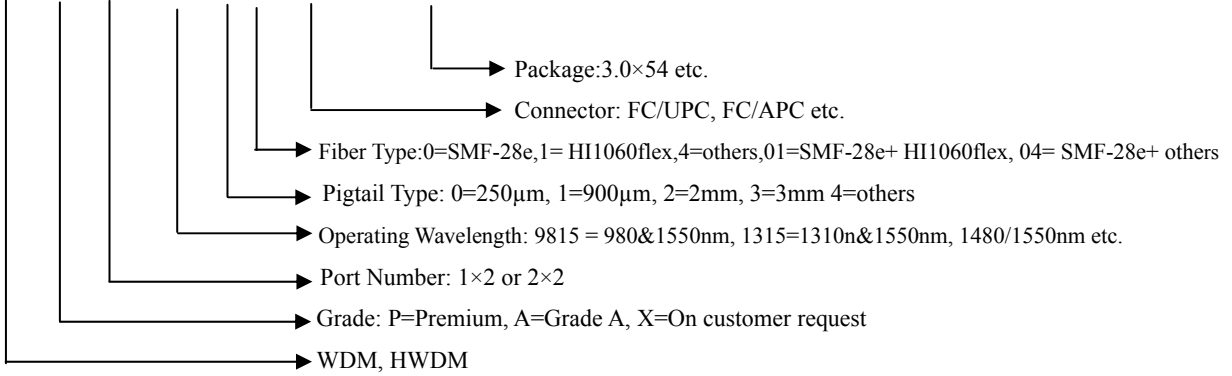 Package:3.0×54 etc.
Connector: FC/UPC, FC/APC etc.
Fiber Type:0=SMF-28e,1= HI1060flex,4=others,01=SMF-28e+ HI1060flex, 04= SMF-28e+ others
Pigtail Type: 0=250μm, 1=900μm, 2=2mm, 3=3mm 4=others
Operating Wavelength: 9815 = 980&1550nm, 1315=1310n&1550nm, 1480/1550nm etc.
Port Number: 1×2 or 2×2
Grade: P=Premium, A=Grade A, X=On customer request
WDM, HWDM